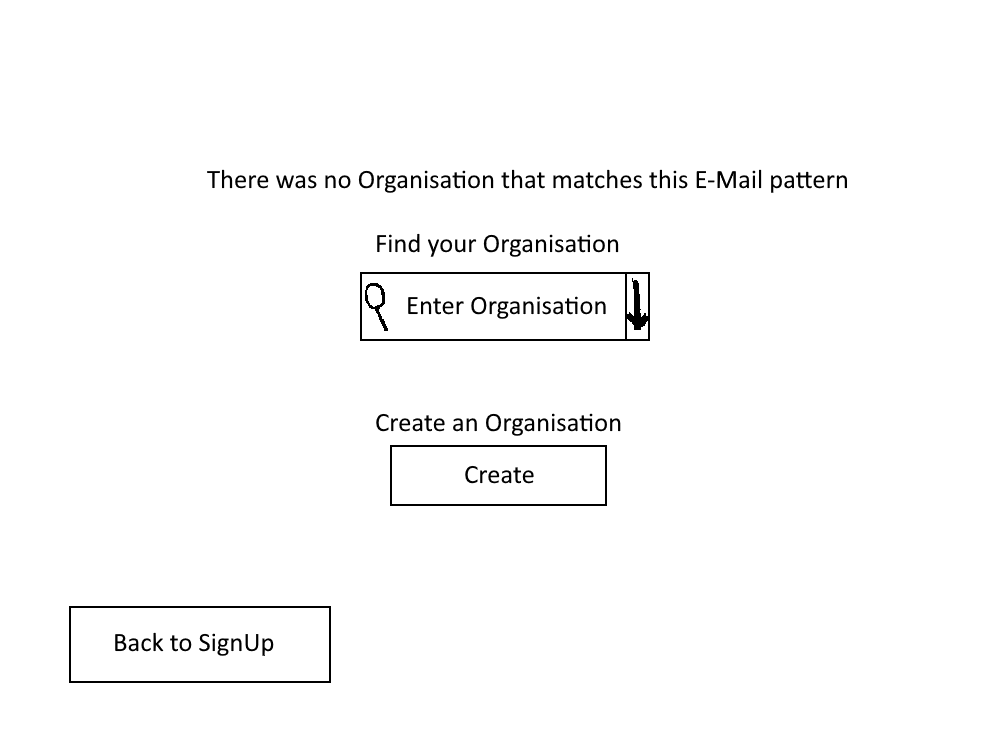 There was no Organisation that matches this E-Mail pattern
Find your Organisation
Enter Organisation
Create an Organisation
Create
Back to SignUp